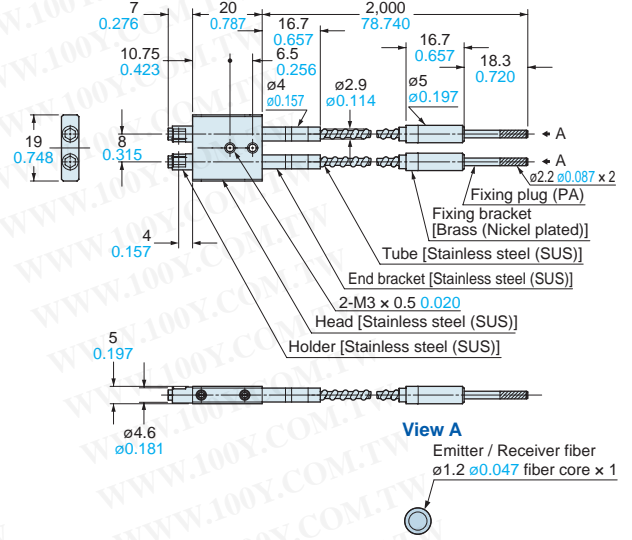 7
0.276
20
0.787
2,000
78.740
16.7
0.657
16.7
0.657
18.3
0.720
10.75
0.423
6.5
0.256
ø4
ø0.157
ø2.9
ø0.114
ø5
ø0.197
19
0.748
8
0.315
A
A
ø2.2 ø0.087 × 2
Fixing plug (PA)
Fixing bracket
[Brass (Nickel plated)]
Tube [Stainless steel (SUS)]
4
0.157
End bracket [Stainless steel (SUS)]
2-M3 × 0.5 0.020
Head [Stainless steel (SUS)]
Holder [Stainless steel (SUS)]
5
0.197
ø4.6
ø0.181
View A
Emitter / Receiver fiber
ø1.2 ø0.047 fiber core × 1
WWW.100Y.COM.TW